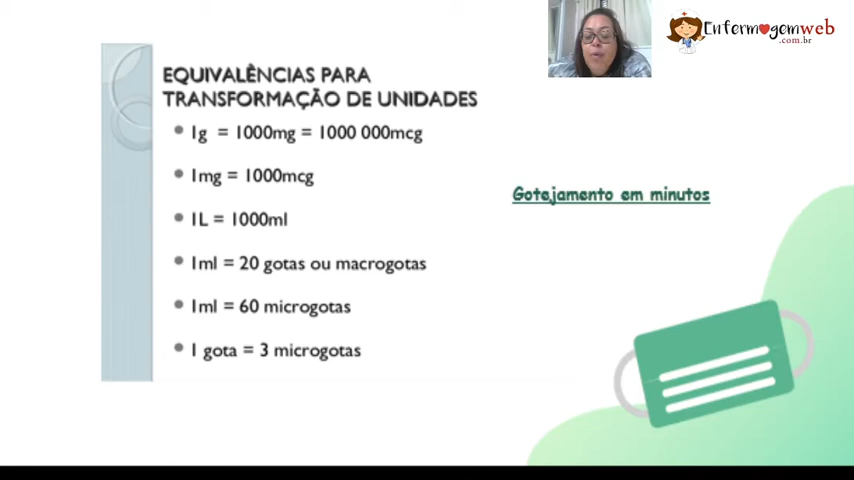 Enfermagemweb
.com.br
EQUIVALÊNCIAS PARA
TRANSFORMAÇÃO DE UNIDADES
• 1g = 1000mg = 1000 000mcg
• 1mg = 1000mcg
• 1L = 1000ml
• 1ml = 20 gotas ou macrogotas
• 1ml = 60 microgotas
• 1 gota = 3 microgotas
Gotejamento em minutos